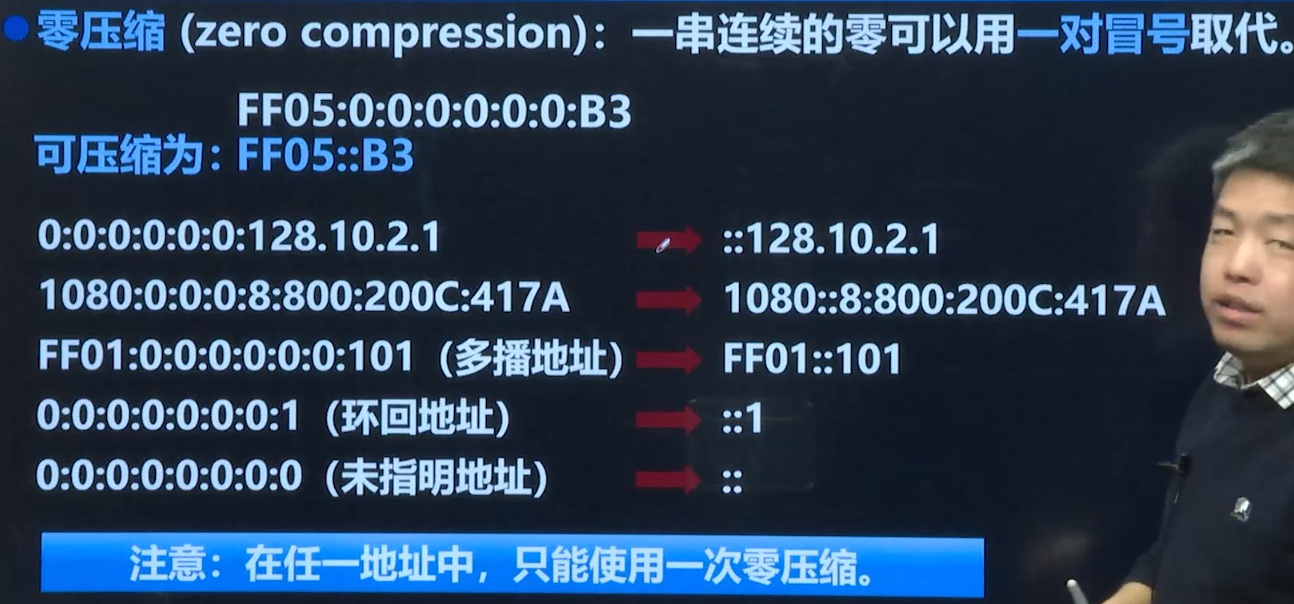 零压缩 (zero compression)：一串连续的零可以用一对冒号取代。
FF05:0:0:0:0:0:0:B3
可压缩为：FF05::B3
0:0:0:0:0:0:128.10.2.1 ::128.10.2.1
1080:0:0:0:8:800:200C:417A 1080::8:800:200C:417A
FF01:0:0:0:0:0:0:101（多播地址） FF01::101
0:0:0:0:0:0:0:1（环回地址） ::1
0:0:0:0:0:0:0:0（未指明地址） ::
注意：在任一地址中，只能使用一次零压缩。